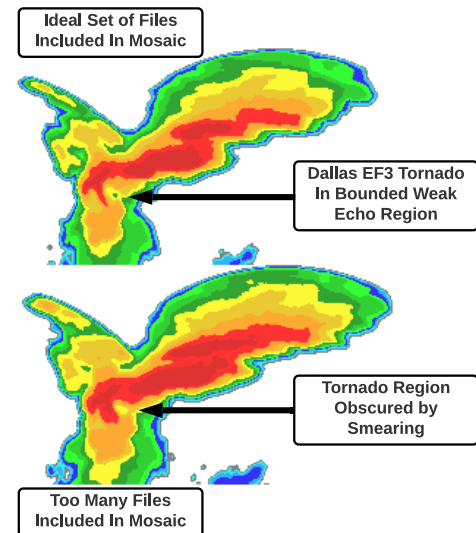 Ideal Set of Files
Included In Mosaic
Dallas EF3 Tornado
In Bounded Weak
Echo Region
Tornado Region
Obscured by
Smearing
Too Many Files
Included In Mosaic